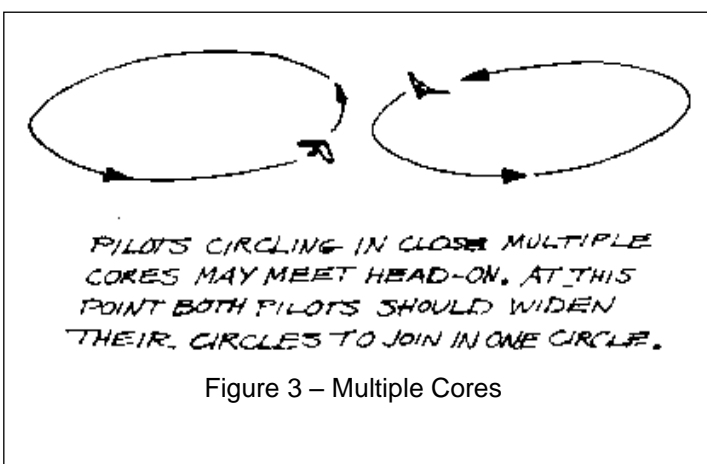 PILOTS CIRCLING IN CLOSE MULTIPLE
CORES MAY MEET HEAD-ON. AT THIS
POINT BOTH PILOTS SHOULD WIDEN
THEIR CIRCLES TO JOIN IN ONE CIRCLE.
Figure 3 – Multiple Cores